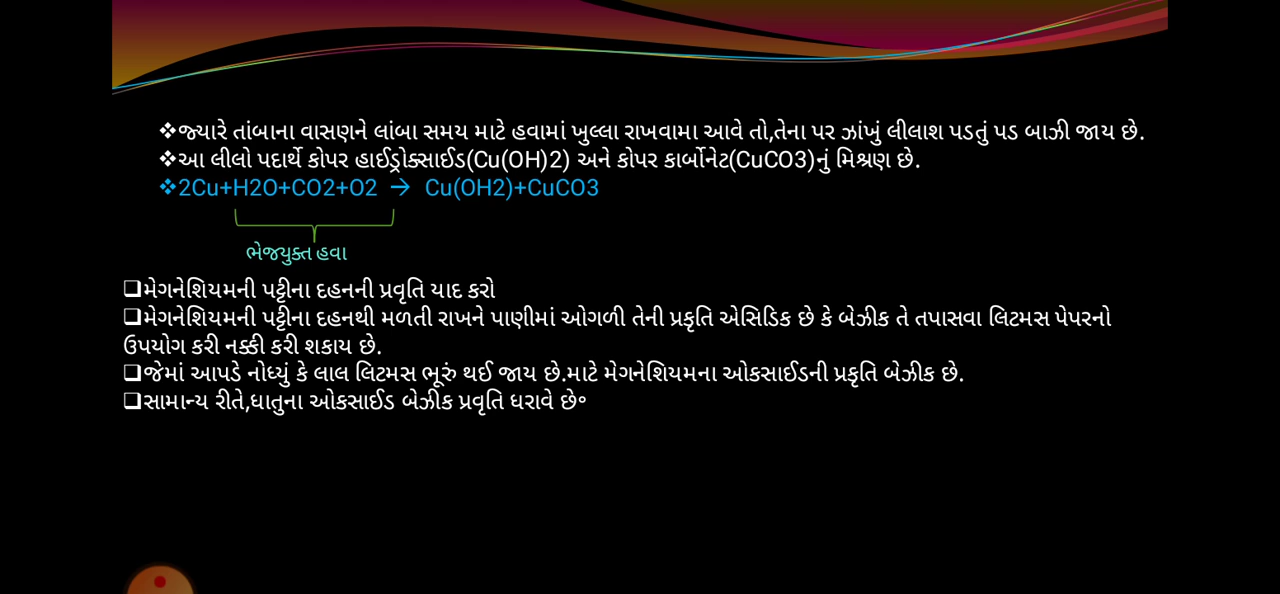 ❖જ્યારે તાંબાના વાસણને લાંબા સમય માટે હવામાં ખુલ્લા રાખવામા આવે તો,તેના પર ઝાંખું લીલાશ પડતું પડ બાઝી જાય છે.
❖આ લીલો પદાર્થ કોપર હાઈડ્રોક્સાઈડ(Cu(OH)2) અને કોપર કાર્બોનેટ(CuCO3)નું મિશ્રણ છે.
❖2Cu+H2O+CO2+O2 → Cu(OH2)+CuCO3
ભેજયુક્ત હવા
❑મેગનેશિયમની પટ્ટીના દહનની પ્રવૃતિ યાદ કરો
❑મેગનેશિયમની પટ્ટીના દહનથી મળતી રાખને પાણીમાં ઓગળી તેની પ્રકૃતિ એસિડિક છે કે બેઝીક તે તપાસવા લિટમસ પેપરનો
ઉપયોગ કરી નક્કી કરી શકાય છે.
❑જેમાં આપડે નોધ્યું કે લાલ લિટમસ ભૂરું થઈ જાય છે.માટે મેગનેશિયમના ઓકસાઈડની પ્રકૃતિ બેઝીક છે.
❑સામાન્ય રીતે,ધાતુના ઓકસાઈડ બેઝીક પ્રવૃતિ ધરાવે છે°